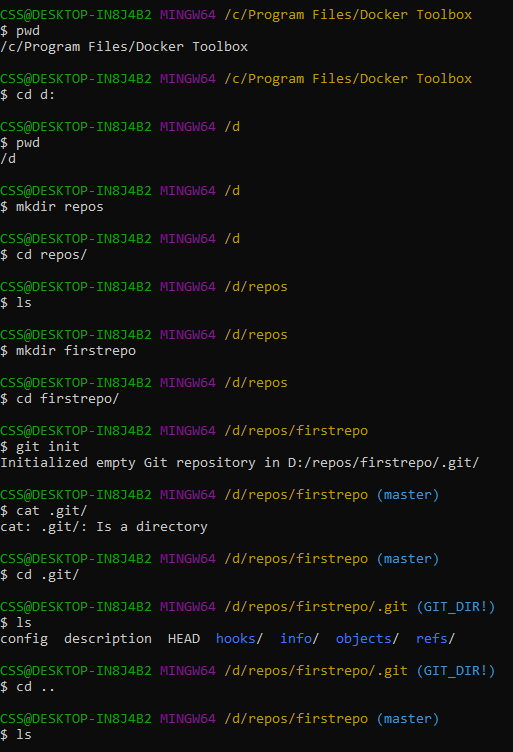 CSS@DESKTOP-IN8J4B2 MINGW64 /c/Program Files/Docker Toolbox
$ pwd
/c/Program Files/Docker Toolbox
CSS@DESKTOP-IN8J4B2 MINGW64 /c/Program Files/Docker Toolbox
$ cd d:
CSS@DESKTOP-IN8J4B2 MINGW64 /d
$ pwd
/d
CSS@DESKTOP-IN8J4B2 MINGW64 /d
$ mkdir repos
CSS@DESKTOP-IN8J4B2 MINGW64 /d
$ cd repos/
CSS@DESKTOP-IN8J4B2 MINGW64 /d/repos
$ ls
CSS@DESKTOP-IN8J4B2 MINGW64 /d/repos
$ mkdir firstrepo
CSS@DESKTOP-IN8J4B2 MINGW64 /d/repos
$ cd firstrepo/
CSS@DESKTOP-IN8J4B2 MINGW64 /d/repos/firstrepo
$ git init
Initialized empty Git repository in D:/repos/firstrepo/.git/
CSS@DESKTOP-IN8J4B2 MINGW64 /d/repos/firstrepo (master)
$ cat .git/
cat: .git/: Is a directory
CSS@DESKTOP-IN8J4B2 MINGW64 /d/repos/firstrepo (master)
$ cd .git/
CSS@DESKTOP-IN8J4B2 MINGW64 /d/repos/firstrepo/.git (GIT_DIR!)
$ ls
config  description  HEAD  hooks/  info/  objects/  refs/
CSS@DESKTOP-IN8J4B2 MINGW64 /d/repos/firstrepo/.git (GIT_DIR!)
$ cd ..
CSS@DESKTOP-IN8J4B2 MINGW64 /d/repos/firstrepo (master)
$ ls